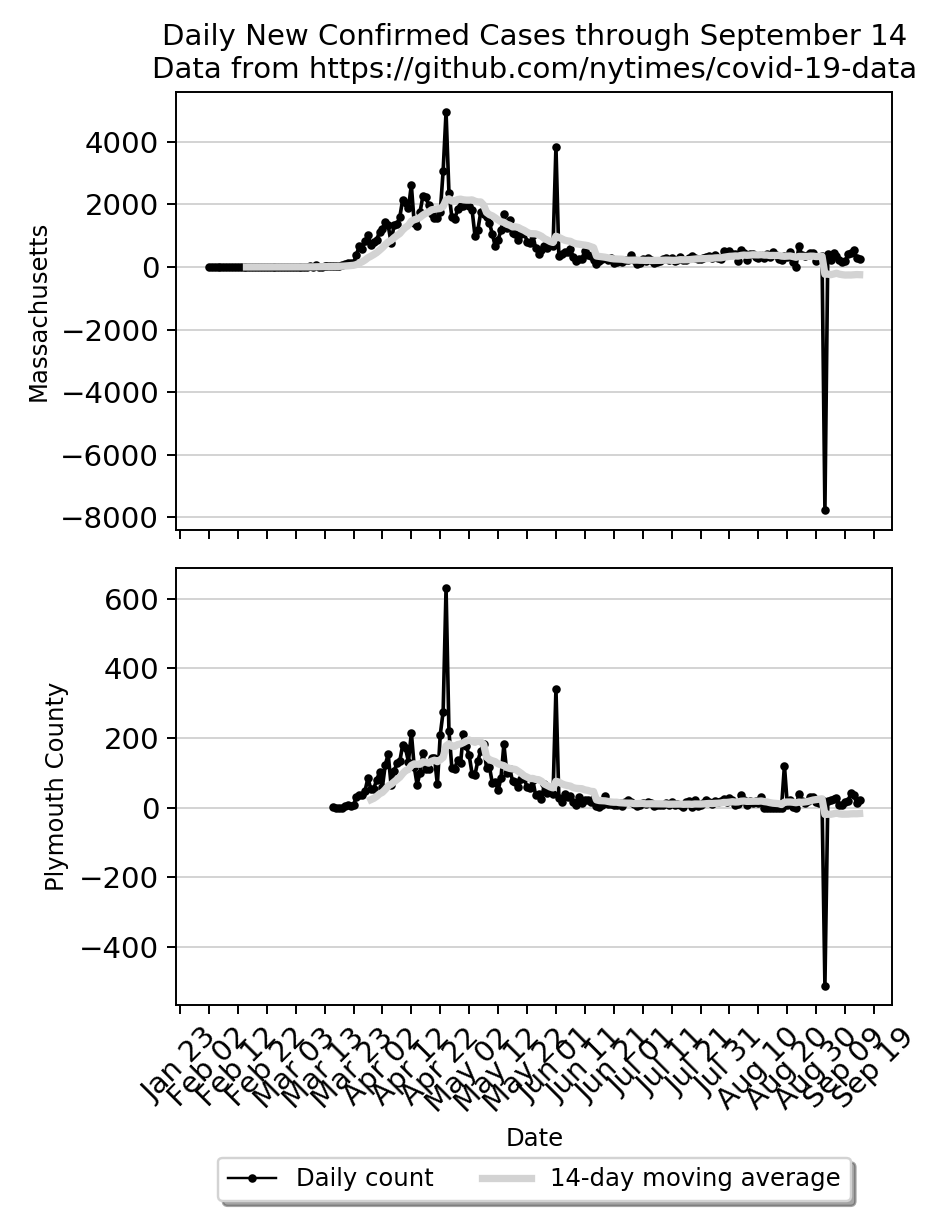 Daily New Confirmed Cases through September 14
Data from https://github.com/nytimes/covid-19-data
Massachusetts
4000
2000
0
−2000
−4000
−6000
−8000
Plymouth County
600
400
200
0
−200
−400
Jan 23
Feb 02
Feb 12
Feb 22
Mar 03
Mar 13
Mar 23
Apr 02
Apr 12
Apr 22
May 02
May 12
May 22
Jun 01
Jun 11
Jun 21
Jul 01
Jul 11
Jul 21
Jul 31
Aug 10
Aug 20
Aug 30
Sep 09
Sep 19
Date
Daily count
14-day moving average